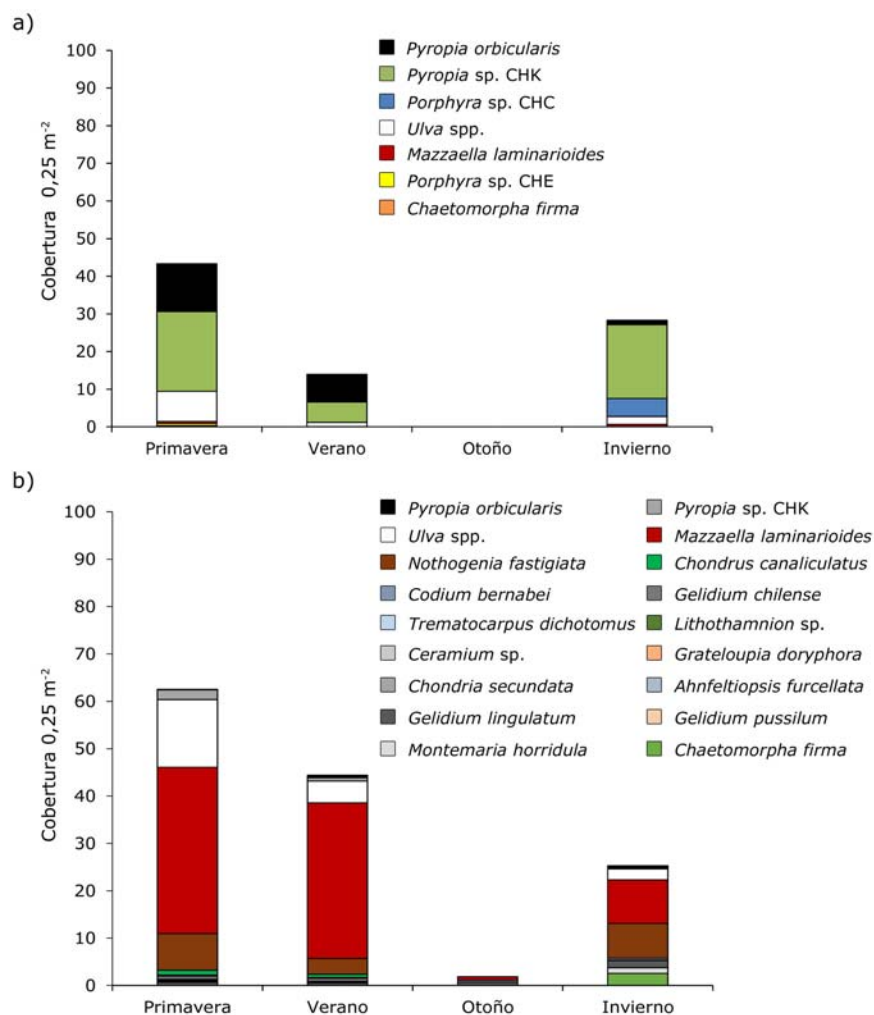 a)
100
90
80
70
60
50
40
30
20
10
0
Cobertura 0,25 m⁻²
Pyropia orbicularis
Pyropia sp. CHK
Porphyra sp. CHC
Ulva spp.
Mazzaella laminarioides
Porphyra sp. CHE
Chaetomorpha firma
Primavera Verano Otoño Invierno
b)
100
90
80
70
60
50
40
30
20
10
0
Cobertura 0,25 m⁻²
Pyropia orbicularis Pyropia sp. CHK
Ulva spp. Mazzaella laminarioides
Nothogenia fastigiata Chondrus canaliculatus
Codium bernabei Gelidium chilense
Trematocarpus dichotomus Lithothamnion sp.
Ceramium sp. Grateloupia doryphora
Chondria secundata Ahnfeltiopsis furcellata
Gelidium lingulatum Gelidium pussilum
Montemaria horridula Chaetomorpha firma
Primavera Verano Otoño Invierno